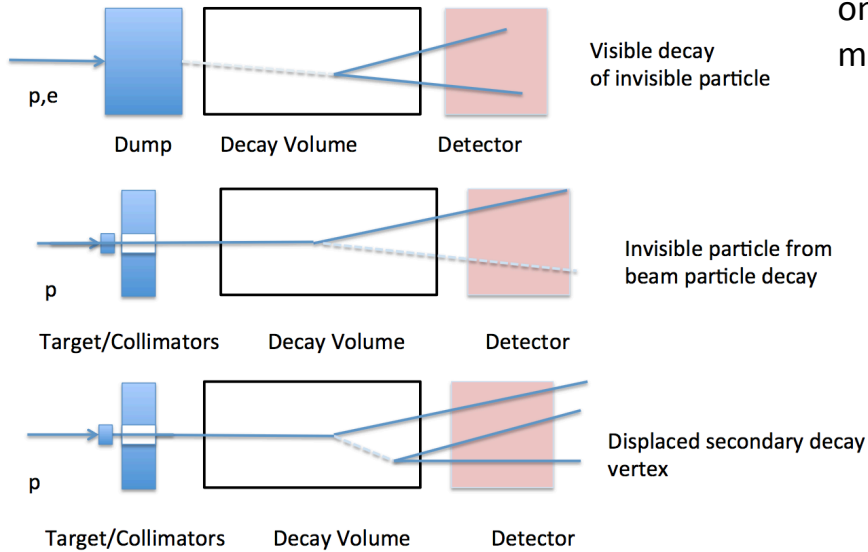 Visible decay
of invisible particle
p,e
Dump Decay Volume Detector
Invisible particle from
beam particle decay
p
Target/Collimators Decay Volume Detector
Displaced secondary decay
vertex
p
Target/Collimators Decay Volume Detector